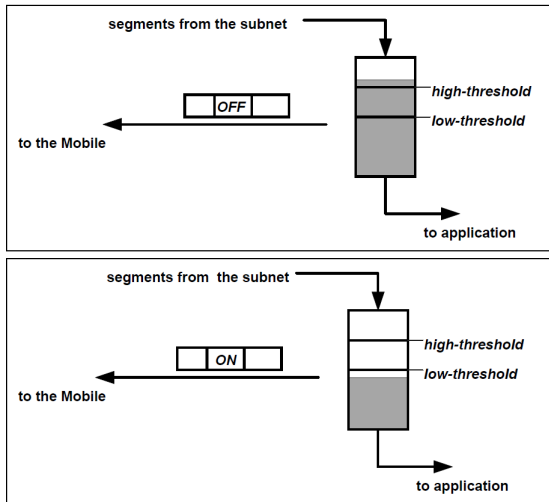 segments from the subnet
OFF
high-threshold
low-threshold
to the Mobile
to application
segments from the subnet
high-threshold
ON
low-threshold
to the Mobile
to application